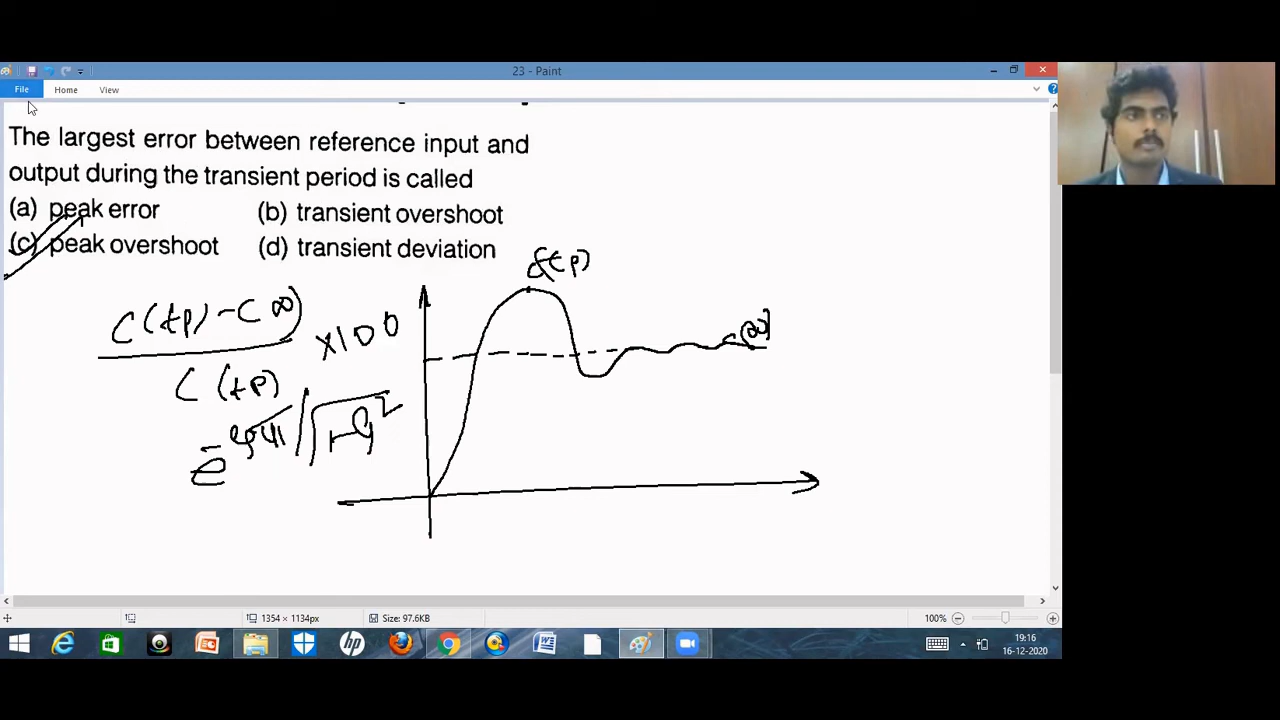 23 - Paint
File Home View
The largest error between reference input and
output during the transient period is called
(a) peak error (b) transient overshoot
(c) peak overshoot (d) transient deviation
C(tp) - C∞)
C(tp)
×100
C(∞)
1354 × 1134px
Size: 97.6KB
100%
19:16
16-12-2020